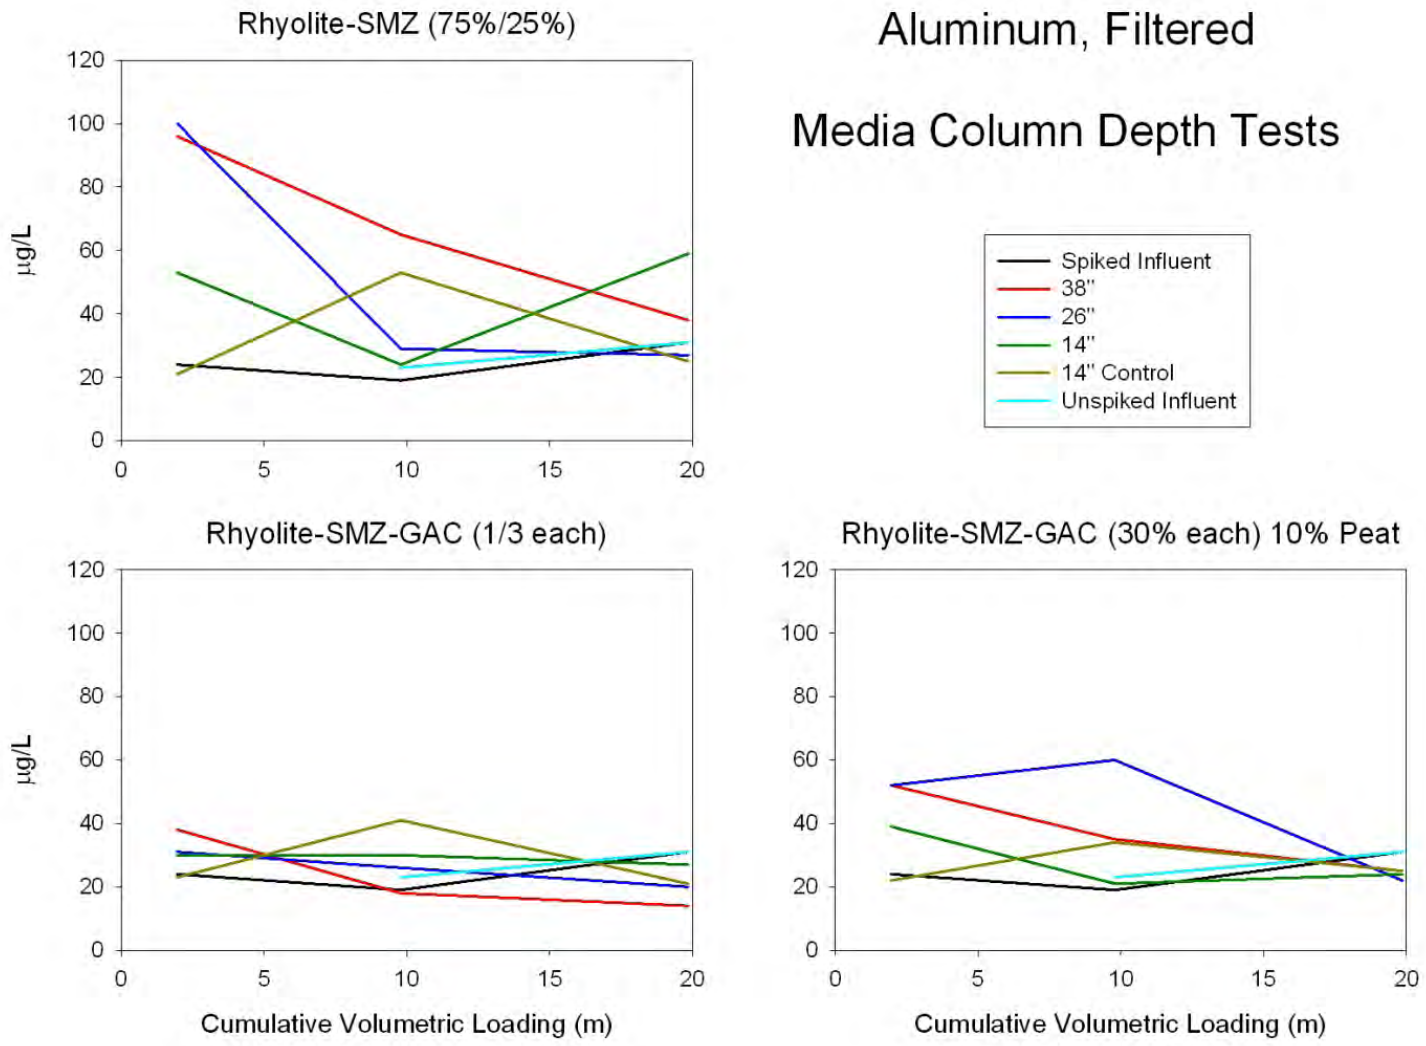 Rhyolite-SMZ (75%/25%)
Aluminum, Filtered
Media Column Depth Tests
120
100
80
60
40
20
0
µg/L
0 5 10 15 20
Spiked Influent
38"
26"
14"
14" Control
Unspiked Influent
Rhyolite-SMZ-GAC (1/3 each)
120
100
80
60
40
20
0
µg/L
0 5 10 15 20
Cumulative Volumetric Loading (m)
Rhyolite-SMZ-GAC (30% each) 10% Peat
120
100
80
60
40
20
0
0 5 10 15 20
Cumulative Volumetric Loading (m)